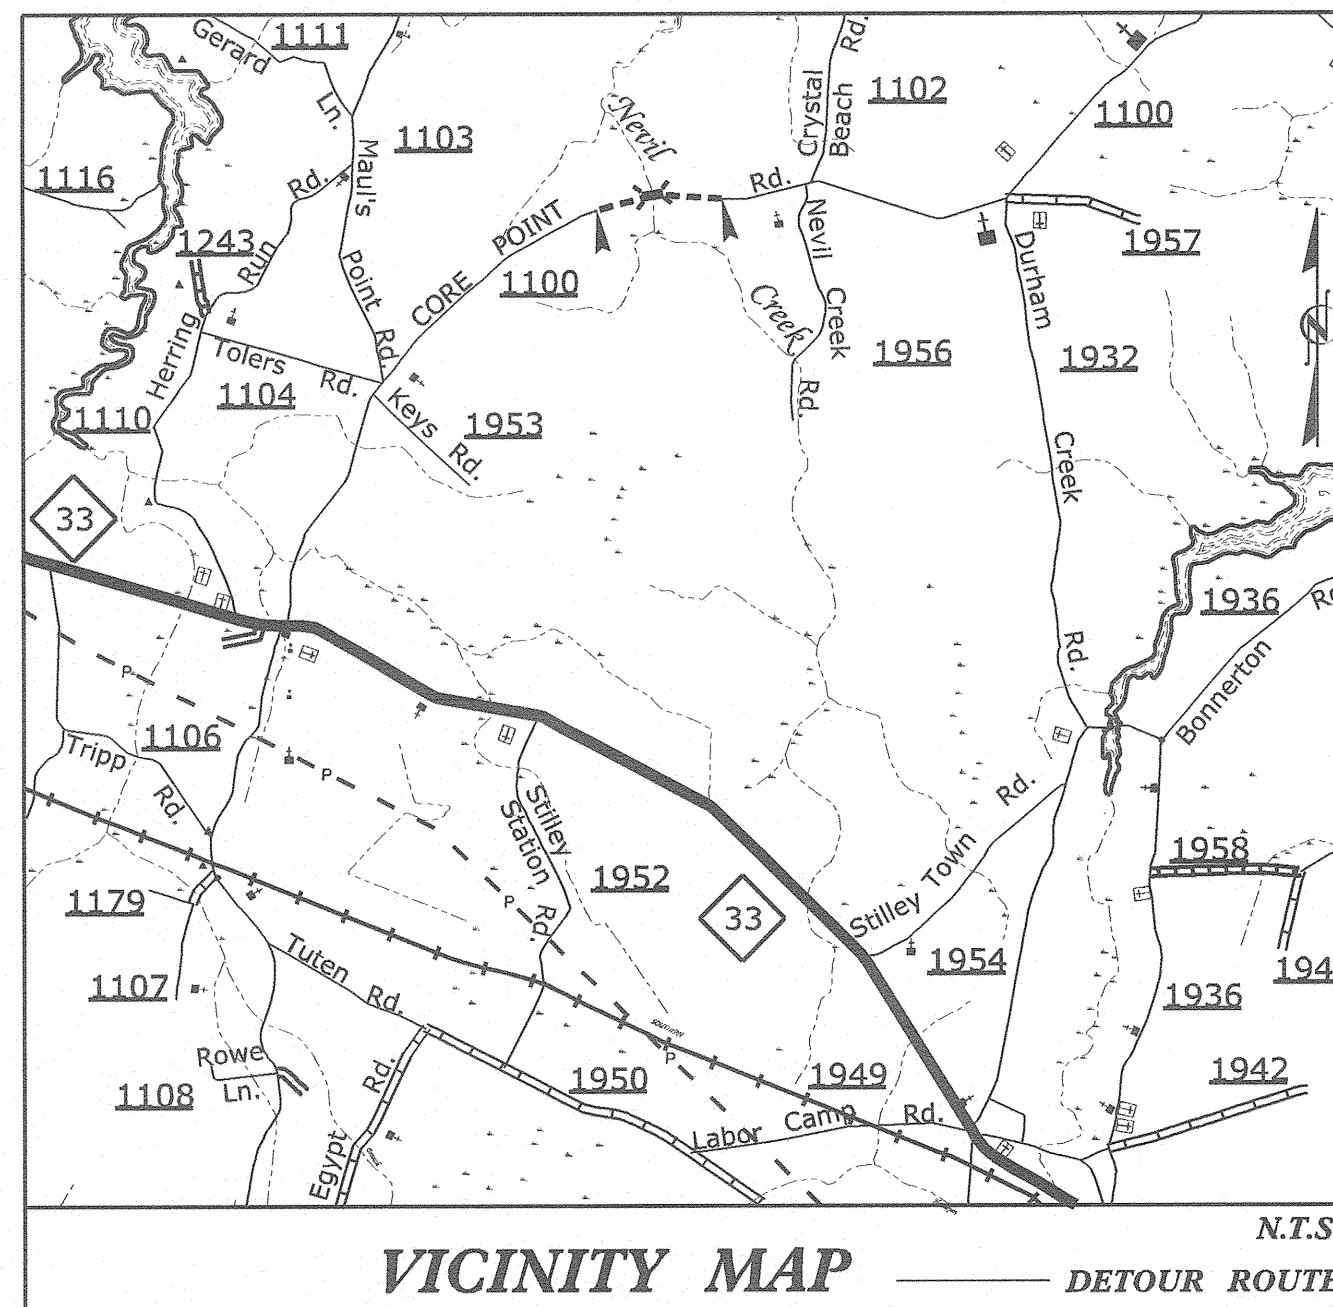 Gerard
Ln.
1111
1103
Maul's
Point
Rd.
Nevil
Creek
Crystal
Beach
Rd.
1102
1100
1116
1243
Herring
Run
Rd.
CORE
POINT
Rd.
1100
Nevil
Creek
Rd.
Durham
Creek
Rd.
1957
N
Tolers
Rd.
1104
1110
Keys
Rd.
1953
1956
1932
33
1936
Bonnerton
P
1106
Tripp
Rd.
P
Stilley
Station
Rd.
Stilley Town
Rd.
1958
1179
1952
P
33
1954
1107
Tuten
Rd.
1936
SOUTHERN
P
Rowe
Ln.
1108
Egypt
Rd.
1950
1949
1942
Labor
Camp
Rd.
N.T.S
VICINITY MAP
DETOUR ROUTE